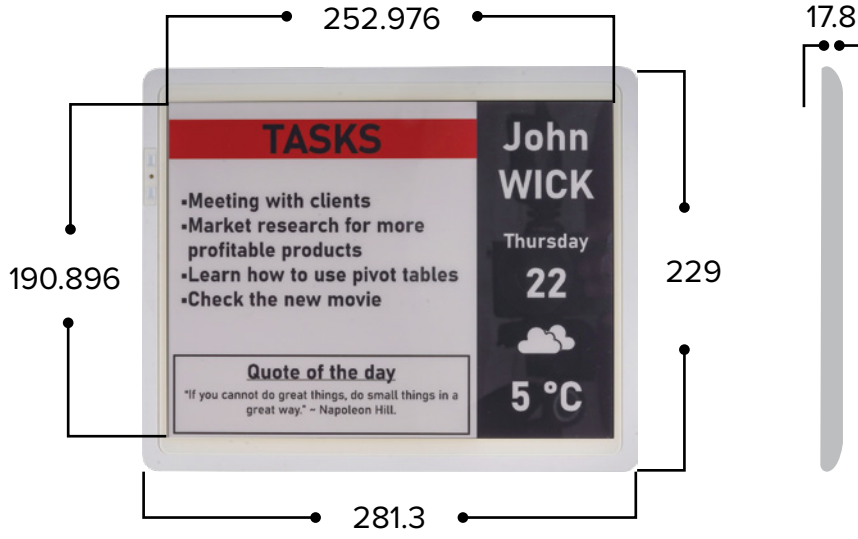 252.976
17.8
TASKS
▪Meeting with clients
▪Market research for more
profitable products
▪Learn how to use pivot tables
▪Check the new movie
Quote of the day
"If you cannot do great things, do small things in a
great way." – Napoleon Hill.
John
WICK
Thursday
22
5 °C
190.896
229
281.3